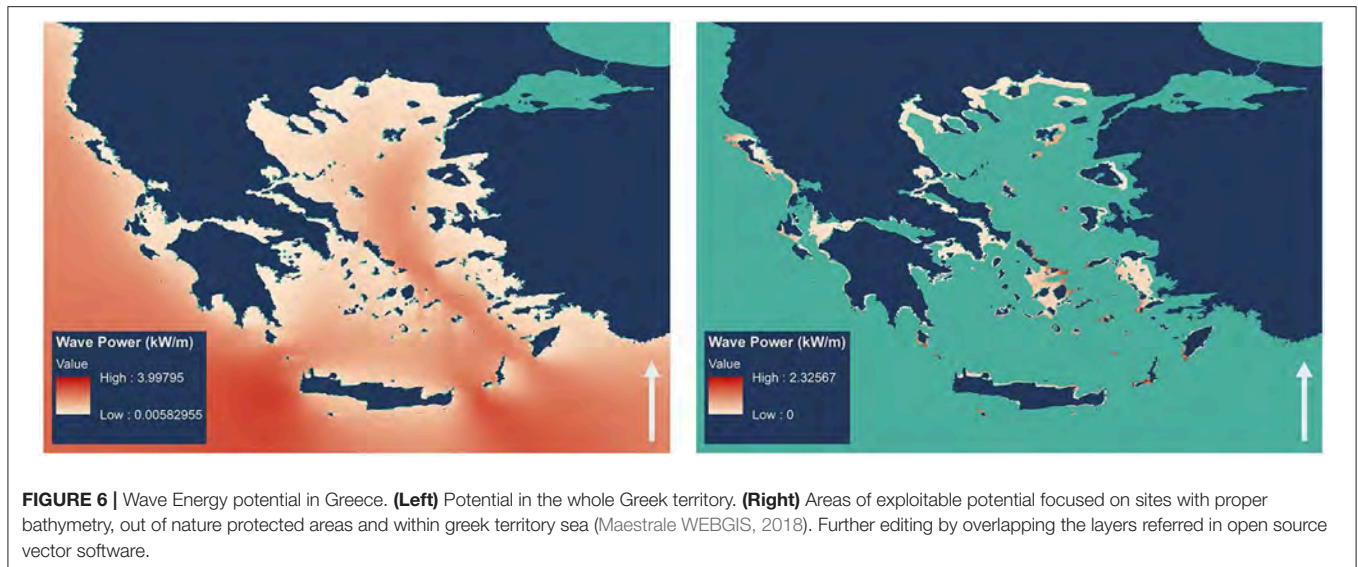 Wave Power (kW/m)
Value
High : 3.99795
Low : 0.00582955
Wave Power (kW/m)
Value
High : 2.32567
Low : 0
FIGURE 6 | Wave Energy potential in Greece. (Left) Potential in the whole Greek territory. (Right) Areas of exploitable potential focused on sites with proper
bathymetry, out of nature protected areas and within greek territory sea (Maestrale WEBGIS, 2018). Further editing by overlapping the layers referred in open source
vector software.